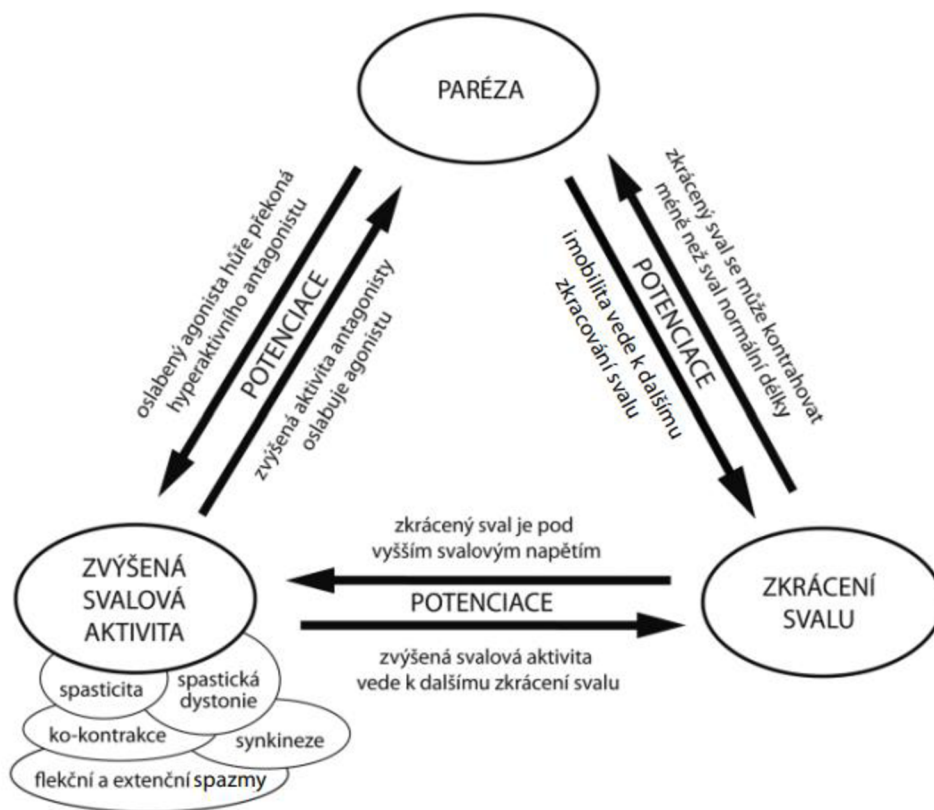 PARÉZA
oslabený agonista hůře překoná
hyperaktivního antagonistu
POTENCIACE
zvýšená aktivita antagonisty
oslabuje agonistu
zkrácený sval se může kontrahovat
méně než sval normální délky
POTENCIACE
imobilita vede k dalšímu
zkracování svalu
zkrácený sval je pod
vyšším svalovým napětím
POTENCIACE
zvýšená svalová aktivita
vede k dalšímu zkrácení svalu
ZVÝŠENÁ
SVALOVÁ
AKTIVITA
ZKRÁCENÍ
SVALU
spasticita
spastická
dystonie
ko-kontrakce
synkineze
flekční a extenční spazmy